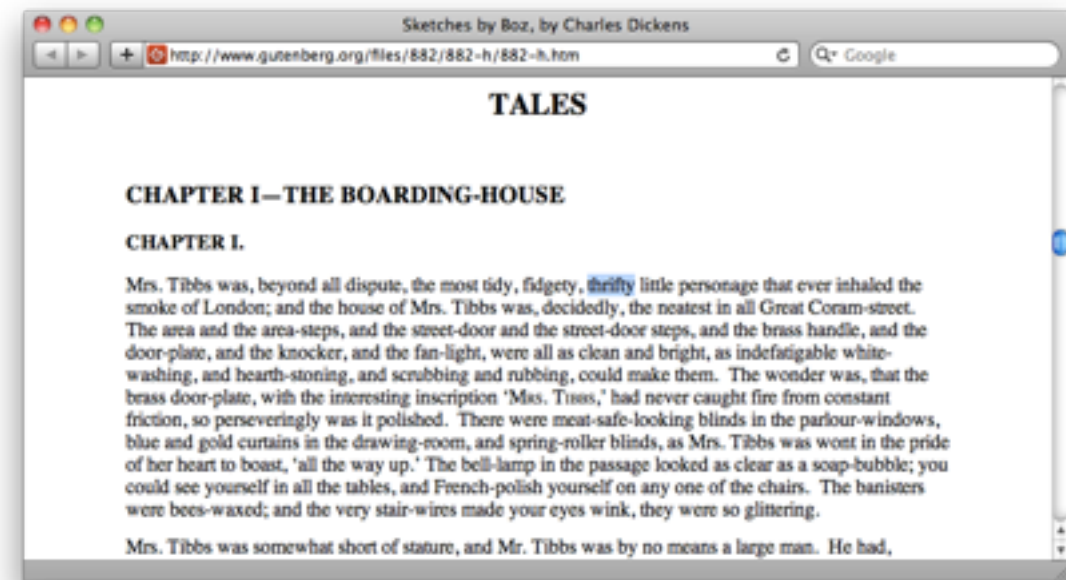 Sketches by Boz, by Charles Dickens
http://www.gutenberg.org/files/882/882-h/882-h.htm
Google
TALES
CHAPTER I—THE BOARDING-HOUSE
CHAPTER I.
Mrs. Tibbs was, beyond all dispute, the most tidy, fidgety, thrifty little personage that ever inhaled the
smoke of London; and the house of Mrs. Tibbs was, decidedly, the neatest in all Great Coram-street.
The area and the area-steps, and the street-door and the street-door steps, and the brass handle, and the
door-plate, and the knocker, and the fan-light, were all as clean and bright, as indefatigable white-
washing, and hearth-stoning, and scrubbing and rubbing, could make them.  The wonder was, that the
brass door-plate, with the interesting inscription ‘Mrs. Tibbs,’ had never caught fire from constant
friction, so perseveringly was it polished.  There were meat-safe-looking blinds in the parlour-windows,
blue and gold curtains in the drawing-room, and spring-roller blinds, as Mrs. Tibbs was wont in the pride
of her heart to boast, ‘all the way up.’ The bell-lamp in the passage looked as clear as a soap-bubble; you
could see yourself in all the tables, and French-polish yourself on any one of the chairs.  The banisters
were bees-waxed; and the very stair-wires made your eyes wink, they were so glittering.
Mrs. Tibbs was somewhat short of stature, and Mr. Tibbs was by no means a large man.  He had,